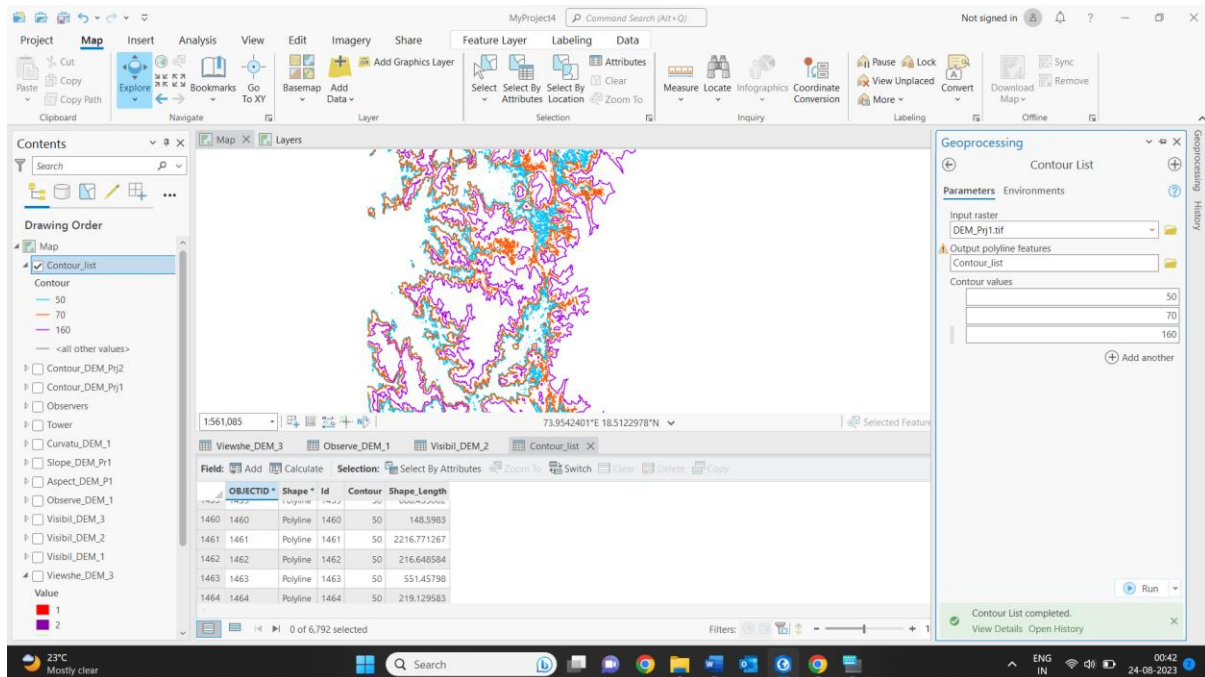 MyProject4
Command Search (Alt+Q)
Not signed in
8
?
Project Map Insert Analysis View Edit Imagery Share Feature Layer Labeling Data
Paste
Cut
Copy
Copy Path
Clipboard
Explore
Bookmarks
Go To XY
Navigate
Basemap
Add Data
Add Graphics Layer
Layer
Select
Select By Attributes
Select By Location
Attributes
Clear
Zoom To
Selection
Measure
Locate
Infographics
Coordinate Conversion
Inquiry
Pause
Lock
View Unplaced
More
Labeling
Convert
Download Map
Sync
Remove
Offline
Contents
Search
Drawing Order
Map
Contour_list
Contour
50
70
160
<all other values>
Contour_DEM_Prj2
Contour_DEM_Prj1
Observers
Tower
Curvatu_DEM_1
Slope_DEM_Pr1
Aspect_DEM_P1
Observe_DEM_1
Visibil_DEM_3
Visibil_DEM_2
Visibil_DEM_1
Viewshe_DEM_3
Value
1
2
Map Layers
1:561,085
73.9542401°E 18.5122978°N
Selected Feature
Viewshe_DEM_3 Observe_DEM_1 Visibil_DEM_2 Contour_list
Field: Add Calculate Selection: Select By Attributes Zoom To Switch Clear Delete Copy
OBJECTID * Shape * Id Contour Shape_Length
1460 1460 Polyline 1460 50 148.5983
1461 1461 Polyline 1461 50 2216.771267
1462 1462 Polyline 1462 50 216.648584
1463 1463 Polyline 1463 50 551.45798
1464 1464 Polyline 1464 50 219.129583
0 of 6,792 selected
Filters:
Geoprocessing
Contour List
Parameters Environments
Input raster
DEM_Prj1.tif
Output polyline features
Contour_list
Contour values
50
70
160
Add another
Run
Contour List completed.
View Details Open History
Geoprocessing
History
23°C
Mostly clear
Search
ENG
IN
00:42
24-08-2023